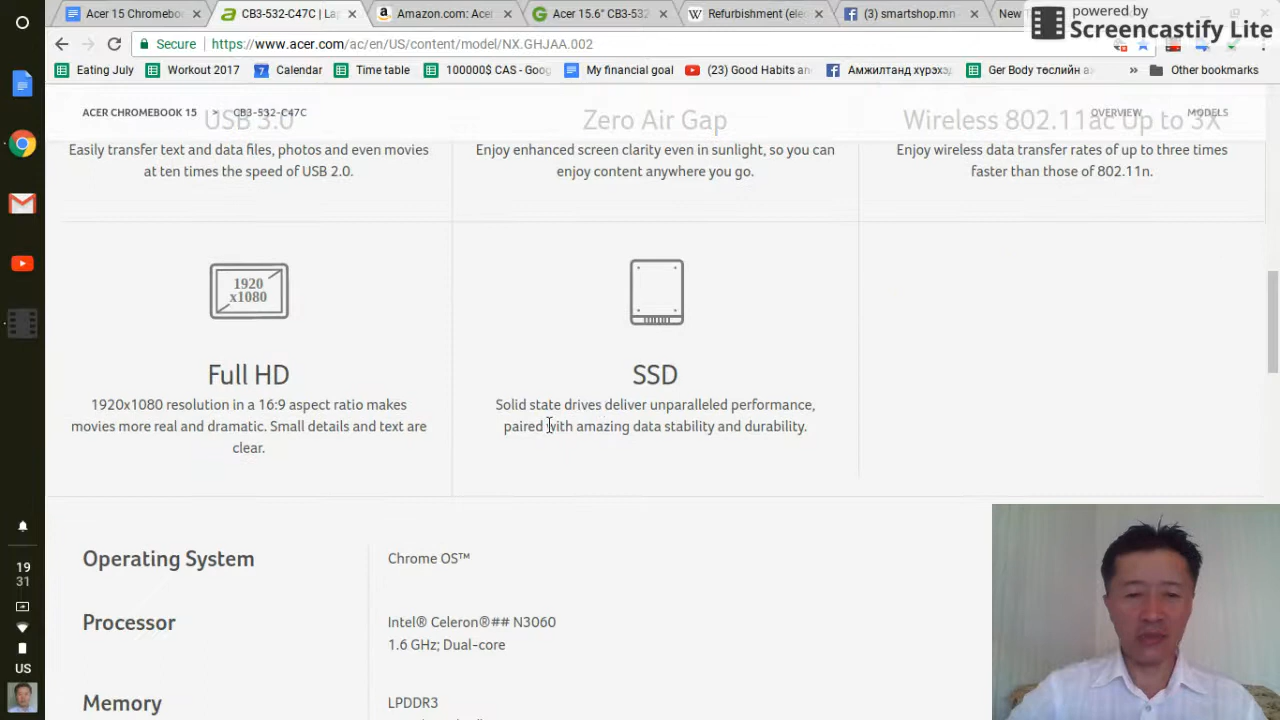 Acer 15 Chromeboo
CB3-532-C47C | Lap
Amazon.com: Acer
Acer 15.6" CB3-532
Refurbishment (elec
(3) smartshop.mn
New
powered by
Screencastify Lite
Secure
https://www.acer.com/ac/en/US/content/model/NX.GHJAA.002
Eating July
Workout 2017
Calendar
Time table
100000$ CAS - Goog
My financial goal
(23) Good Habits an
Амжилтанд хүрэхэд
Ger Body төслийн а
»
Other bookmarks
ACER CHROMEBOOK 15 > CB3-532-C47C
OVERVIEW
MODELS
USB 3.0
Easily transfer text and data files, photos and even movies
at ten times the speed of USB 2.0.
Zero Air Gap
Enjoy enhanced screen clarity even in sunlight, so you can
enjoy content anywhere you go.
Wireless 802.11ac Up to 3X
Enjoy wireless data transfer rates of up to three times
faster than those of 802.11n.
1920
x1080
Full HD
1920x1080 resolution in a 16:9 aspect ratio makes
movies more real and dramatic. Small details and text are
clear.
SSD
Solid state drives deliver unparalleled performance,
paired with amazing data stability and durability.
Operating System
Chrome OS™
Processor
Intel® Celeron®## N3060
1.6 GHz; Dual-core
Memory
LPDDR3
19
31
US